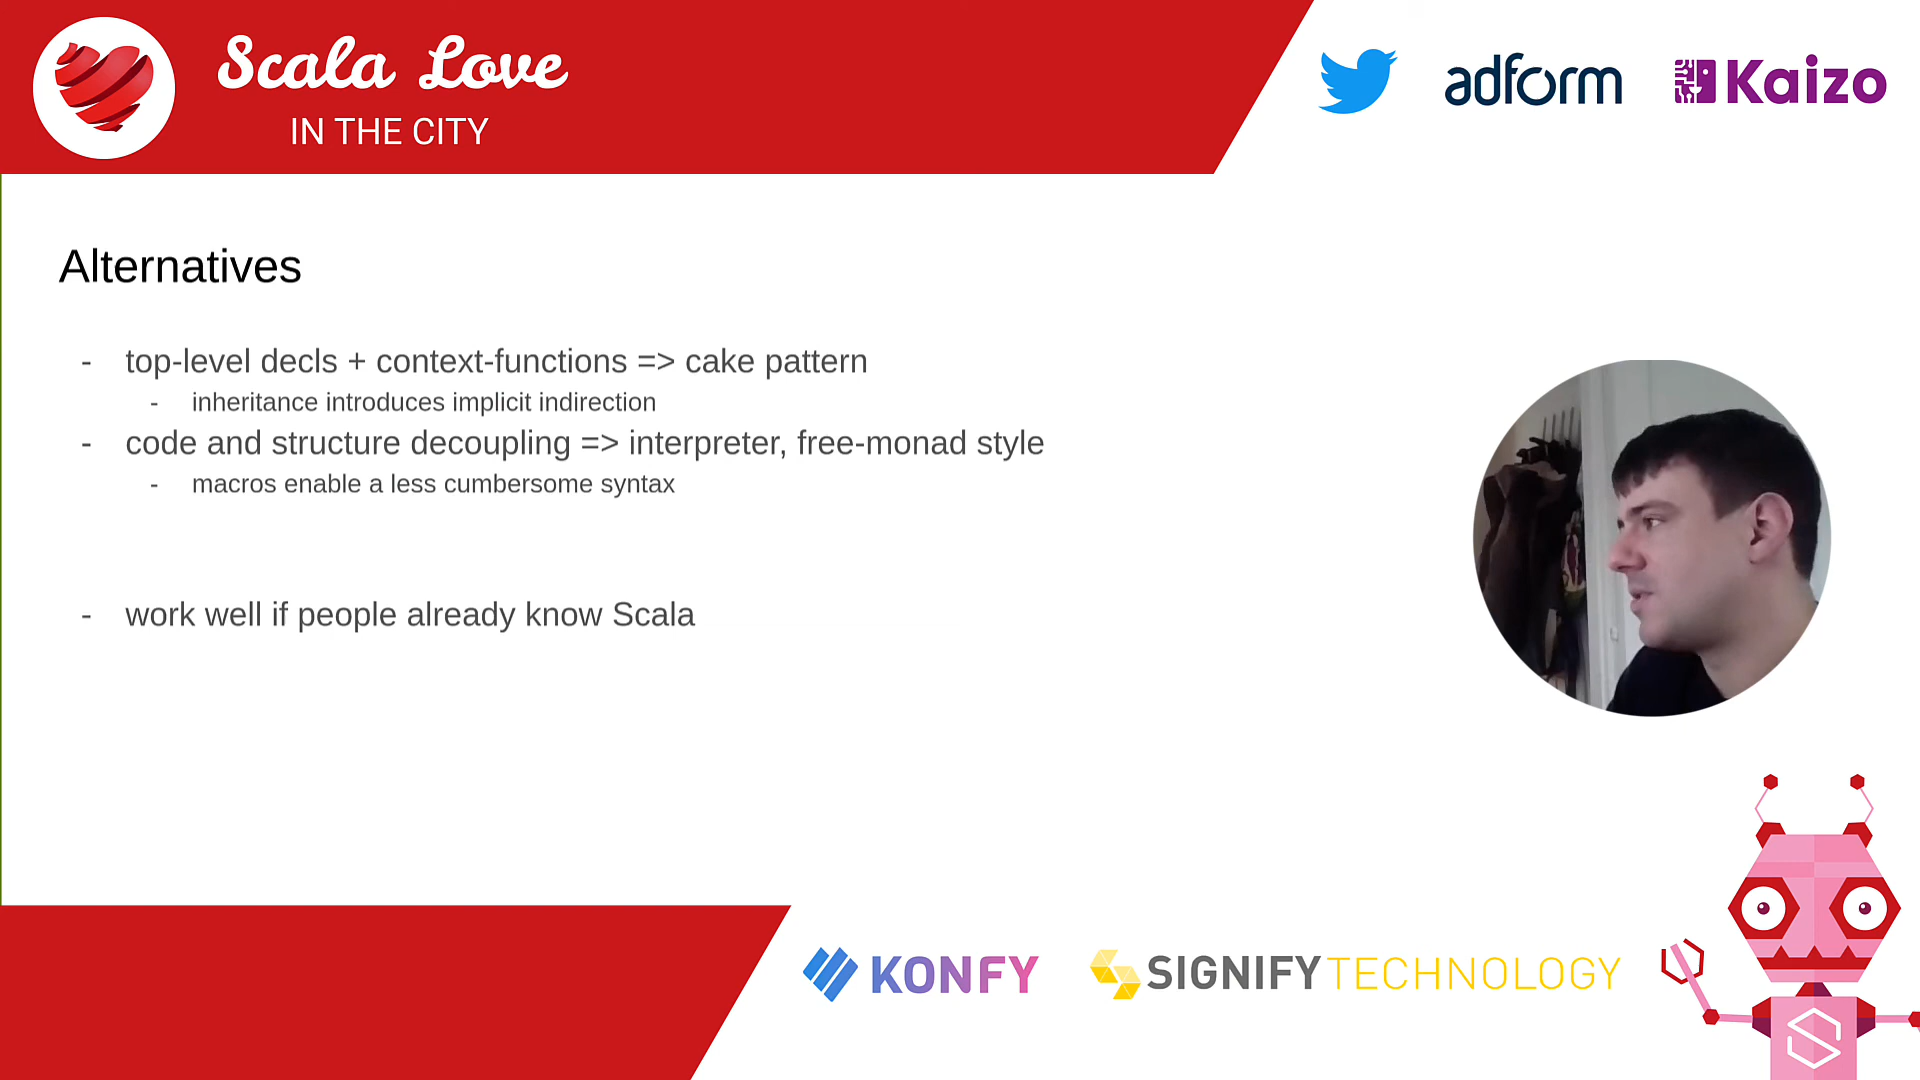 Scala Love
IN THE CITY
adform
Kaizo
Alternatives
- top-level decls + context-functions => cake pattern
- inheritance introduces implicit indirection
- code and structure decoupling => interpreter, free-monad style
- macros enable a less cumbersome syntax
- work well if people already know Scala
KONFY
SIGNIFYTECHNOLOGY